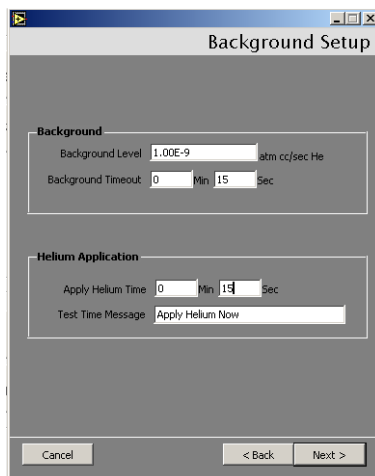 Background Setup
Background
Background Level 1.00E-9 atm cc/sec He
Background Timeout 0 Min 15 Sec
Helium Application
Apply Helium Time 0 Min 15 Sec
Test Time Message Apply Helium Now
Cancel < Back Next >